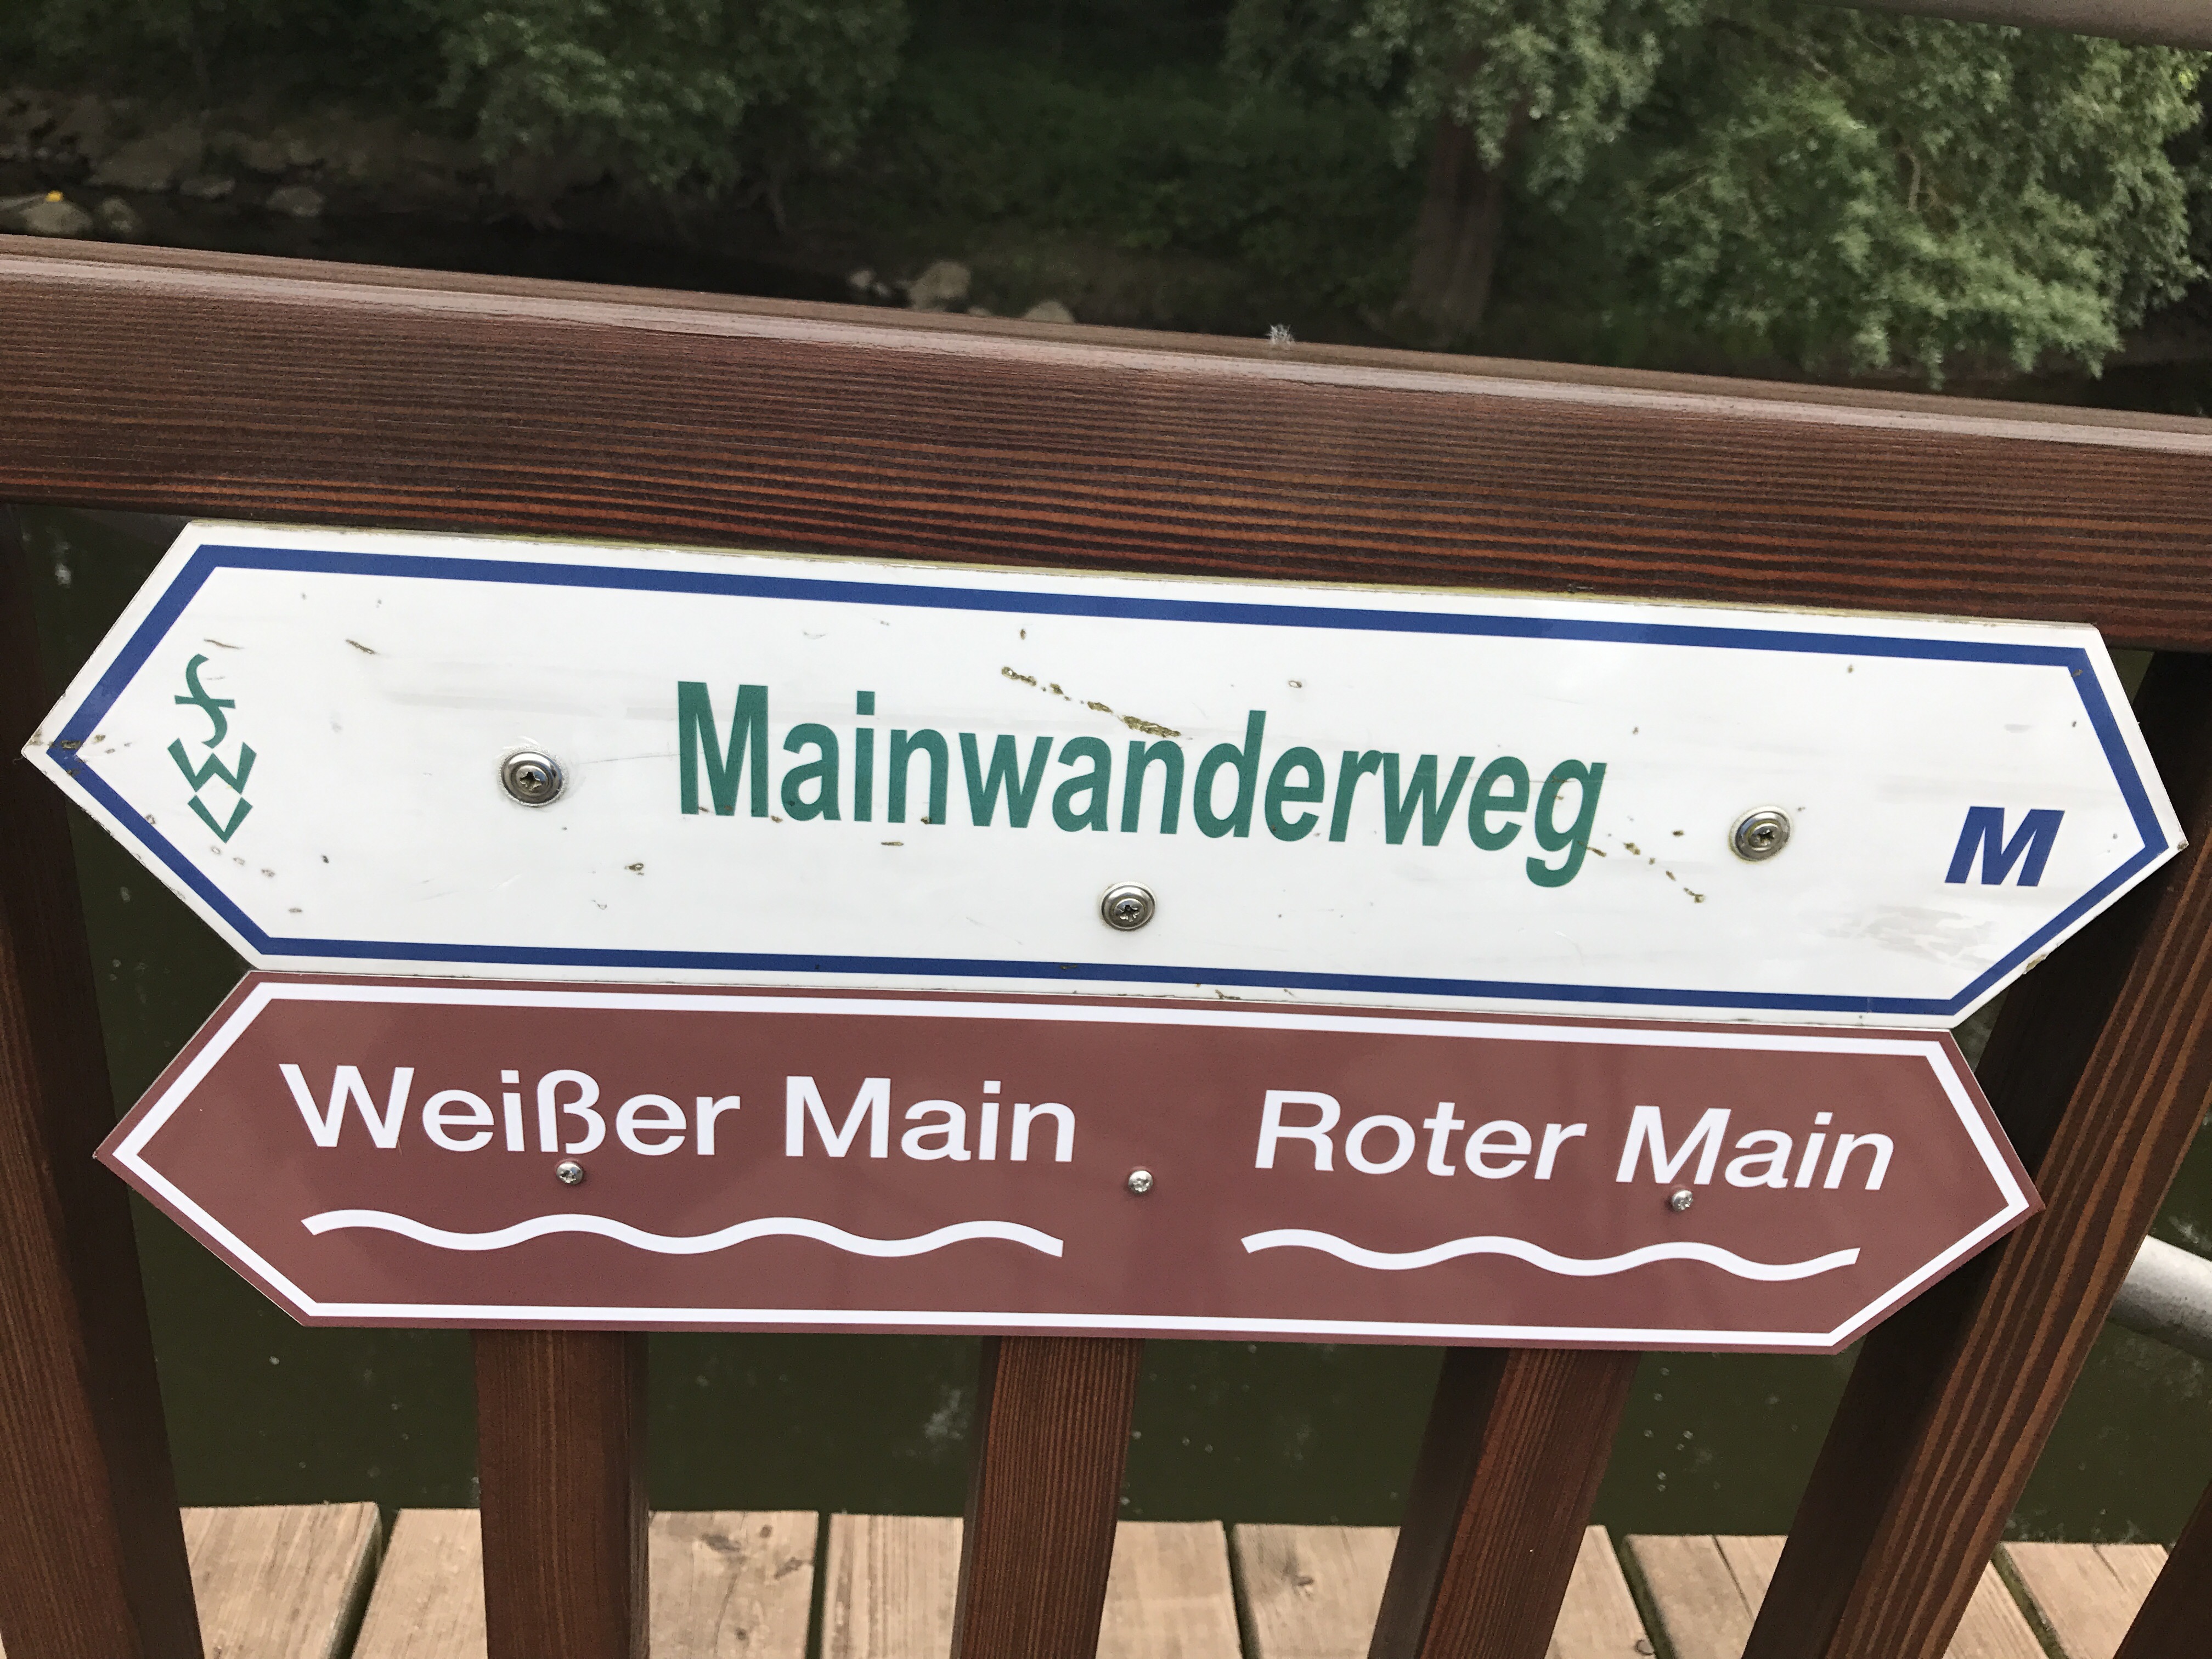 Mainwanderweg
M
Weißer Main
Roter Main